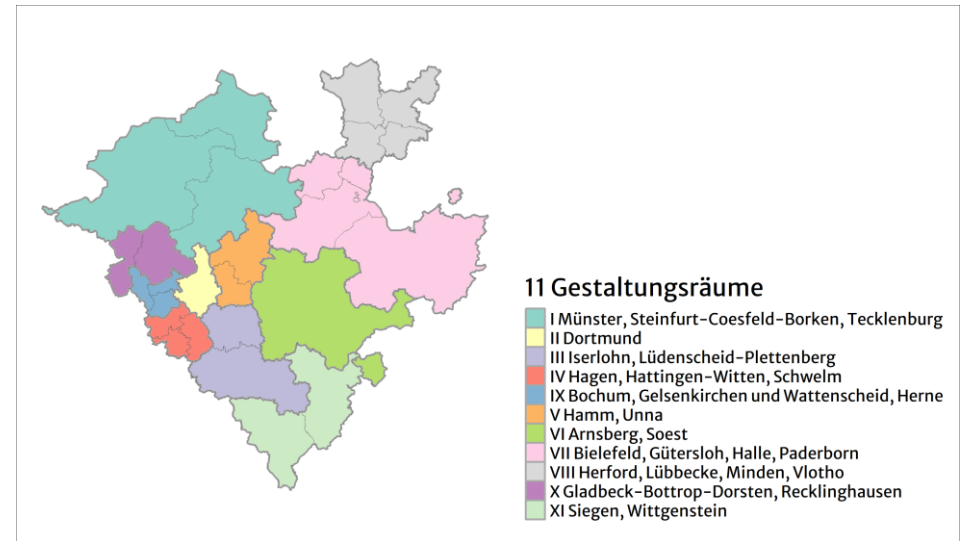 11 Gestaltungsräume
I Münster, Steinfurt-Coesfeld-Borken, Tecklenburg
II Dortmund
III Iserlohn, Lüdenscheid-Plettenberg
IV Hagen, Hattingen-Witten, Schwelm
IX Bochum, Gelsenkirchen und Wattenscheid, Herne
V Hamm, Unna
VI Arnsberg, Soest
VII Bielefeld, Gütersloh, Halle, Paderborn
VIII Herford, Lübbecke, Minden, Vlotho
X Gladbeck-Bottrop-Dorsten, Recklinghausen
XI Siegen, Wittgenstein